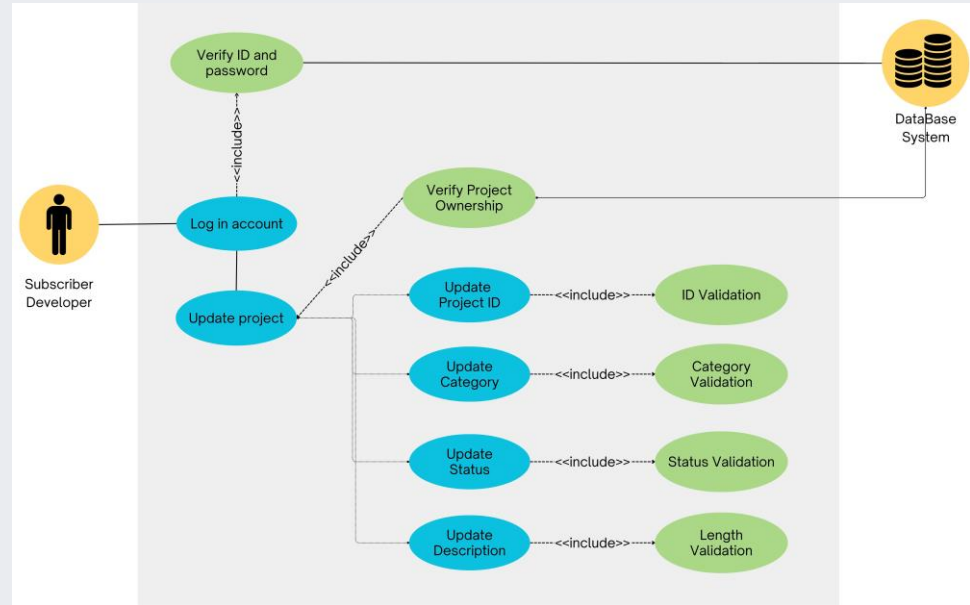 Verify ID and
password
DataBase
System
<<include>>
Verify Project
Ownership
Log in account
<<include>>
Subscriber
Developer
Update project
Update
Project ID
<<include>>
ID Validation
Update
Category
<<include>>
Category
Validation
Update
Status
<<include>>
Status Validation
Update
Description
<<include>>
Length
Validation